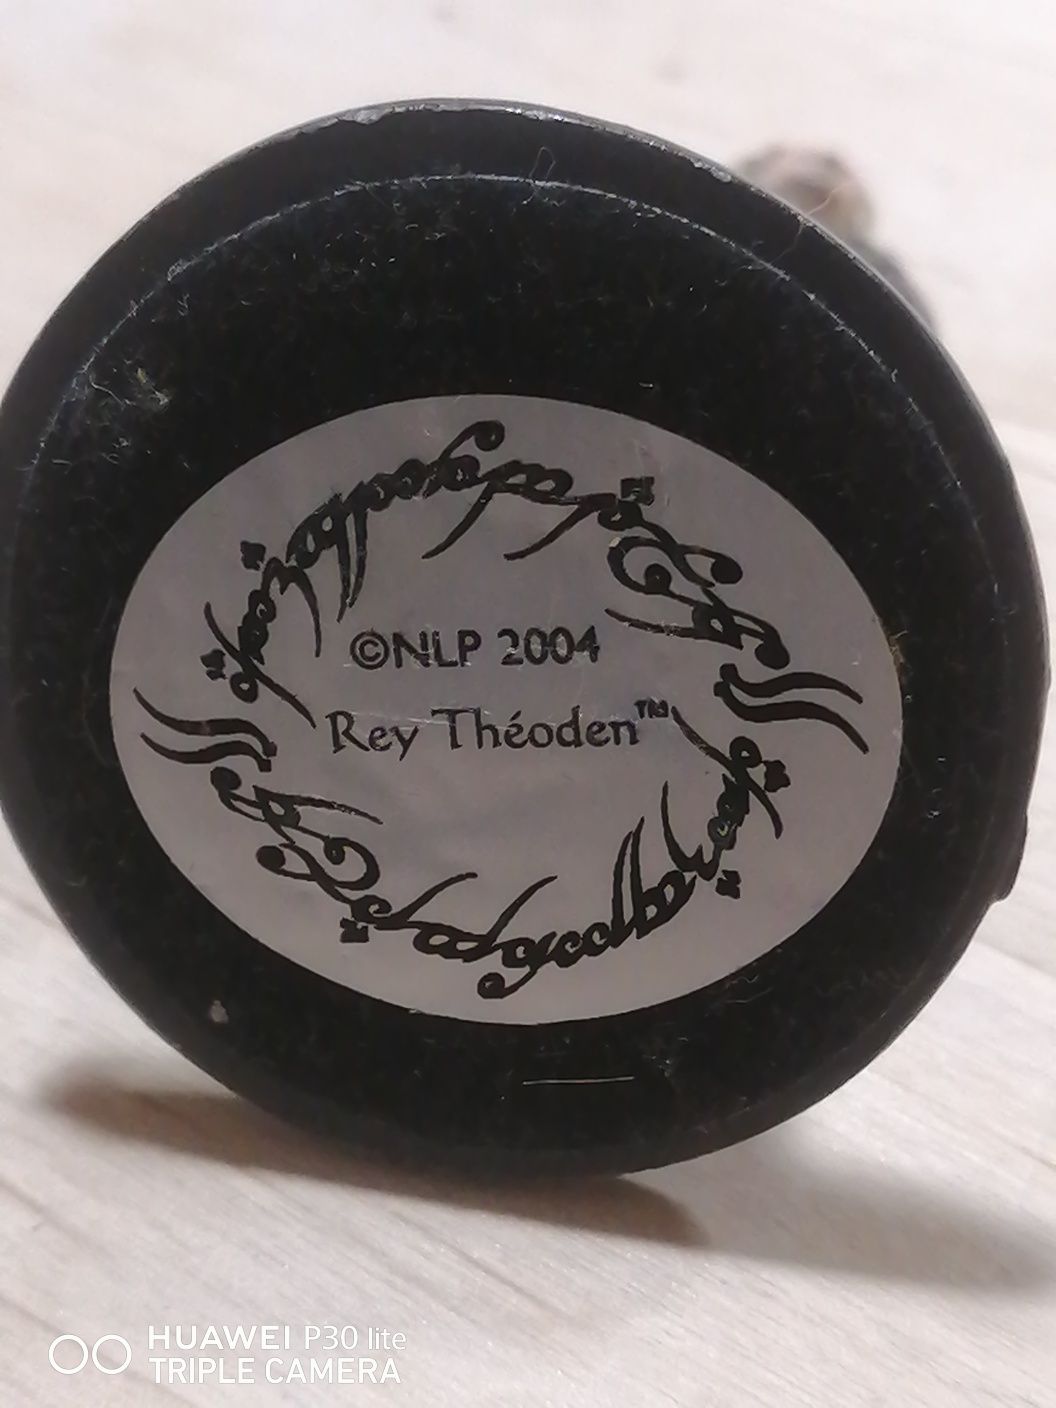 ©NLP 2004
Rey Théoden™
HUAWEI P30 lite
TRIPLE CAMERA